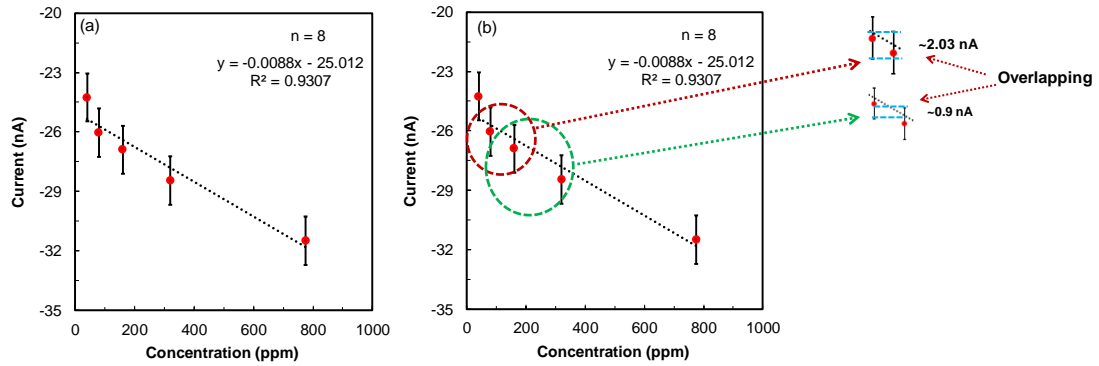 (a)
n = 8
y = -0.0088x - 25.012
R² = 0.9307
-20
-23
-26
-29
-32
-35
0
200
400
600
800
1000
Current (nA)
Concentration (ppm)
(b)
n = 8
y = -0.0088x - 25.012
R² = 0.9307
-20
-23
-26
-29
-32
-35
0
200
400
600
800
1000
Current (nA)
Concentration (ppm)
~2.03 nA
Overlapping
~0.9 nA